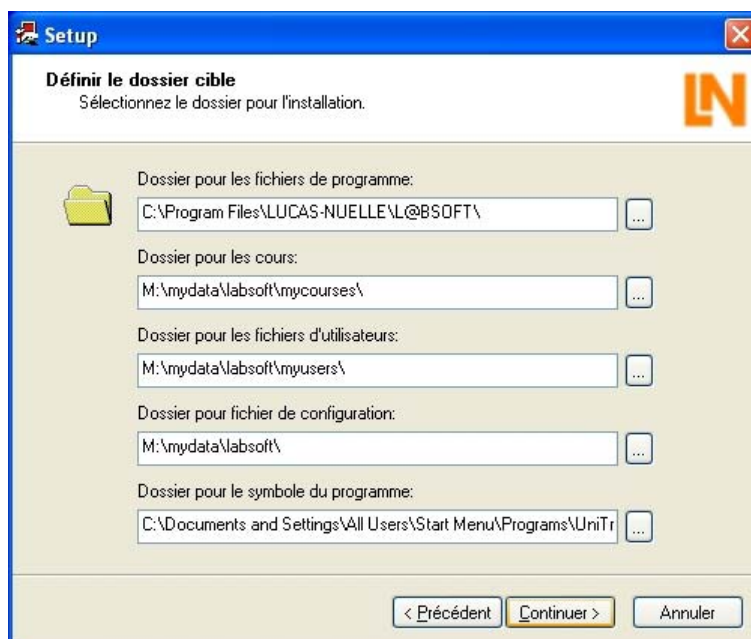 Setup
Définir le dossier cible
Sélectionnez le dossier pour l'installation.
LN
Dossier pour les fichiers de programme:
C:\Program Files\LUCAS-NUELLE\L@BSOFT\
...
Dossier pour les cours:
M:\mydata\labsoft\mycourses\
...
Dossier pour les fichiers d'utilisateurs:
M:\mydata\labsoft\myusers\
...
Dossier pour fichier de configuration:
M:\mydata\labsoft\
...
Dossier pour le symbole du programme:
C:\Documents and Settings\All Users\Start Menu\Programs\UniTr
...
< Précédent
Continuer >
Annuler